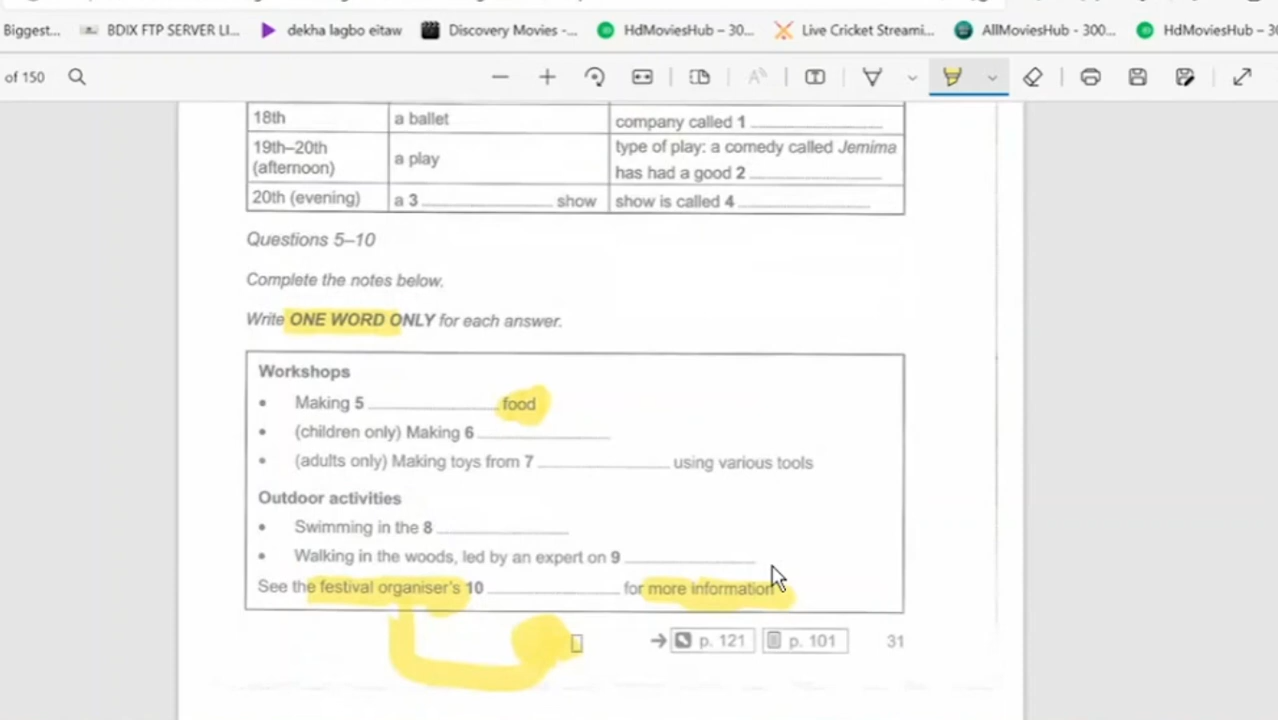 Biggest... BDIX FTP SERVER LI... dekha lagbo eitaw Discovery Movies -... HdMoviesHub – 30... Live Cricket Streami... AllMoviesHub - 300... HdMoviesHub – 30
of 150
18th a ballet company called 1
19th–20th (afternoon) a play type of play: a comedy called Jemima
has had a good 2
20th (evening) a 3 show show is called 4
Questions 5–10
Complete the notes below.
Write ONE WORD ONLY for each answer.
Workshops
• Making 5 food
• (children only) Making 6
• (adults only) Making toys from 7 using various tools
Outdoor activities
• Swimming in the 8
• Walking in the woods, led by an expert on 9
See the festival organiser's 10 for more information
p. 121 p. 101 31